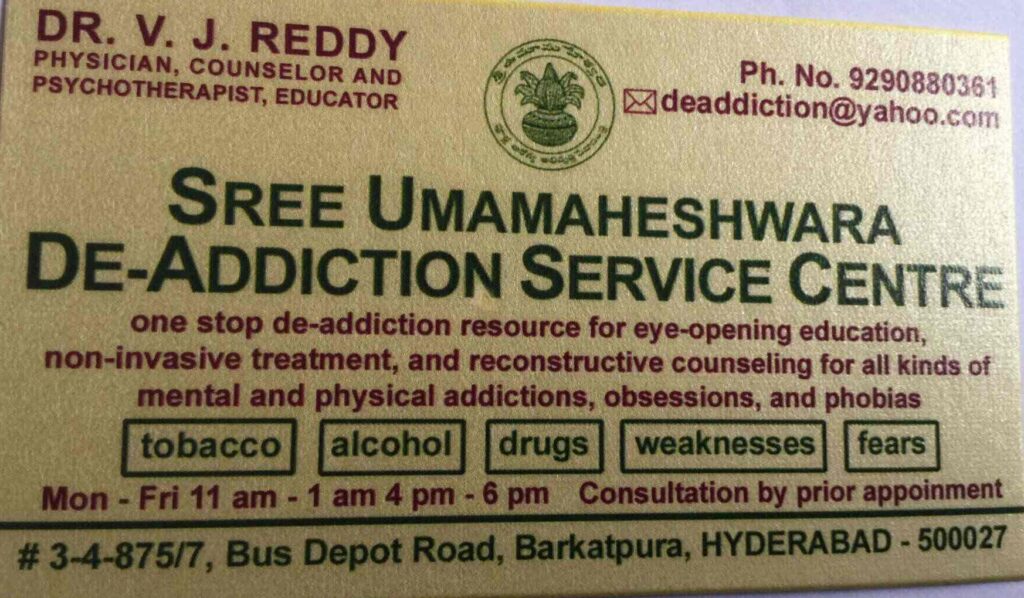 DR. V. J. REDDY
PHYSICIAN, COUNSELOR AND
PSYCHOTHERAPIST, EDUCATOR
Ph. No. 9290880361
deaddiction@yahoo.com
SREE UMAMAHESHWARA
DE-ADDICTION SERVICE CENTRE
one stop de-addiction resource for eye-opening education,
non-invasive treatment, and reconstructive counseling for all kinds of
mental and physical addictions, obsessions, and phobias
tobacco alcohol drugs weaknesses fears
Mon - Fri 11 am - 1 am 4 pm - 6 pm Consultation by prior appoinment
# 3-4-875/7, Bus Depot Road, Barkatpura, HYDERABAD - 500027